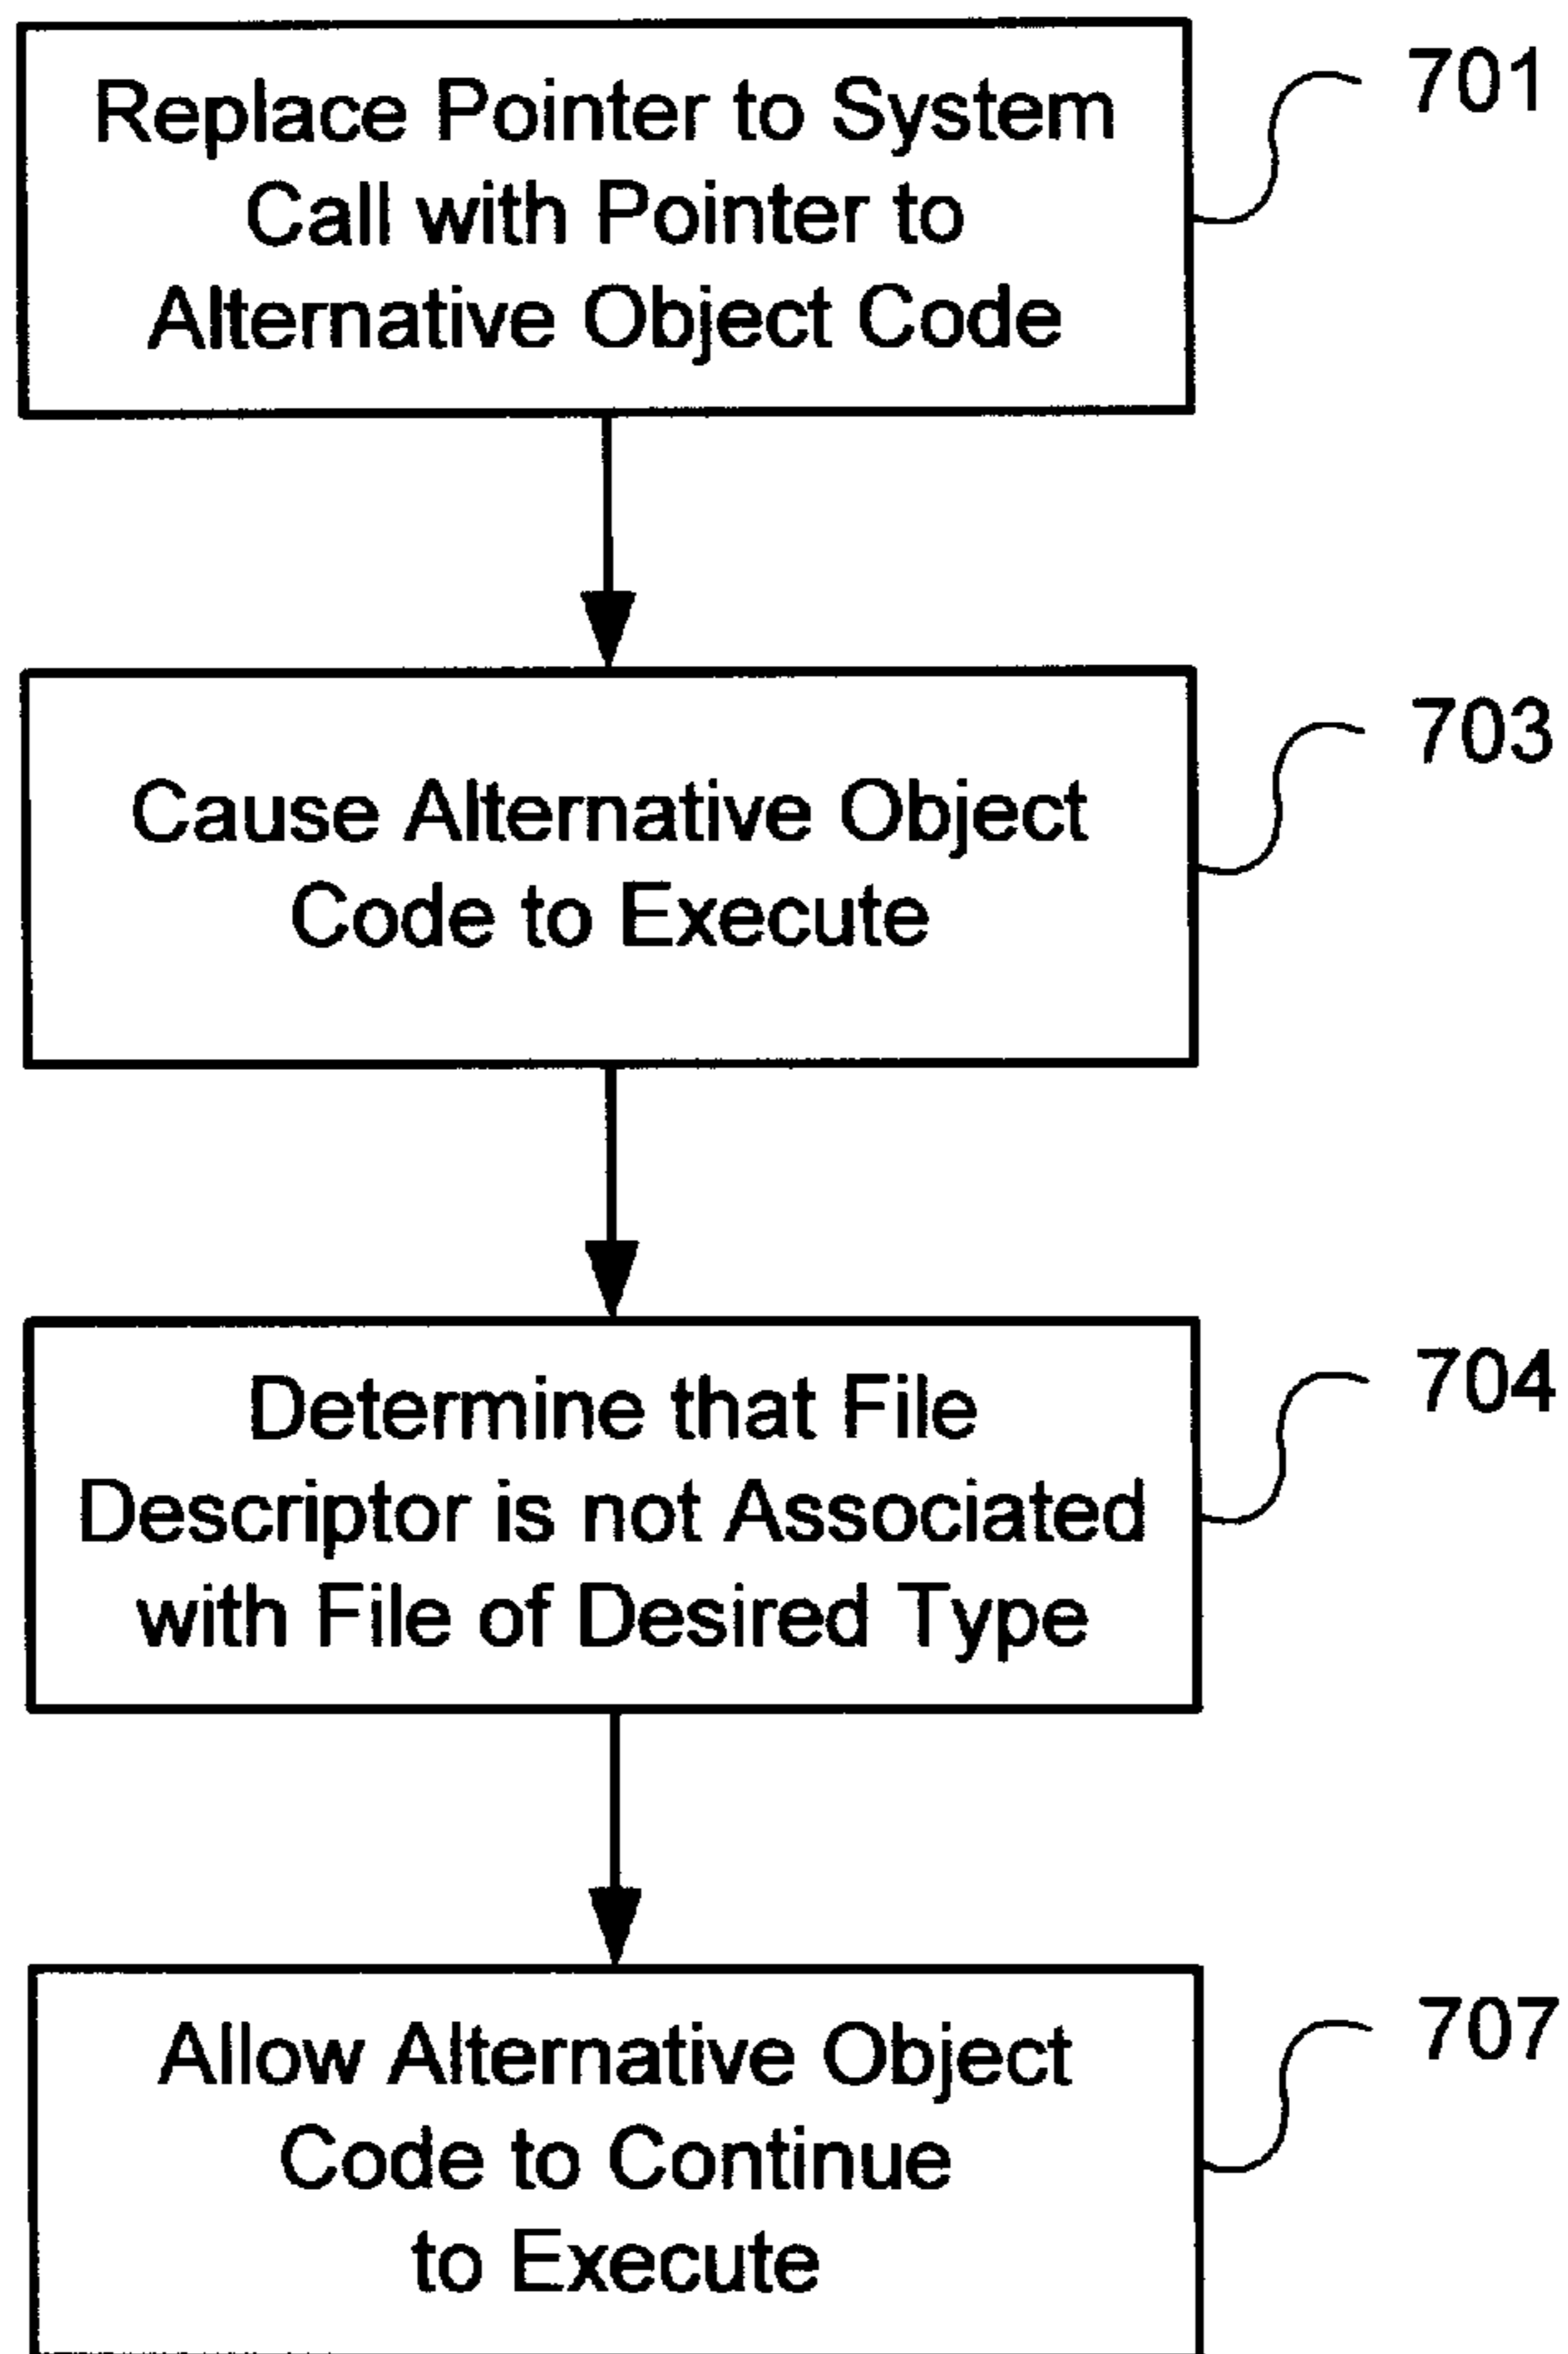 Replace Pointer to System
Call with Pointer to
Alternative Object Code
701
Cause Alternative Object
Code to Execute
703
Determine that File
Descriptor is not Associated
with File of Desired Type
704
Allow Alternative Object
Code to Continue
to Execute
707